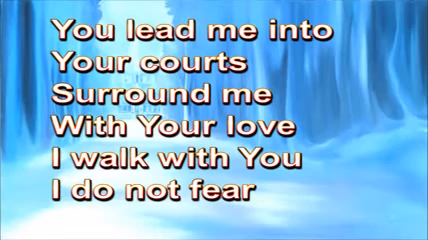 You lead me into
Your courts
Surround me
With Your love
I walk with You
I do not fear